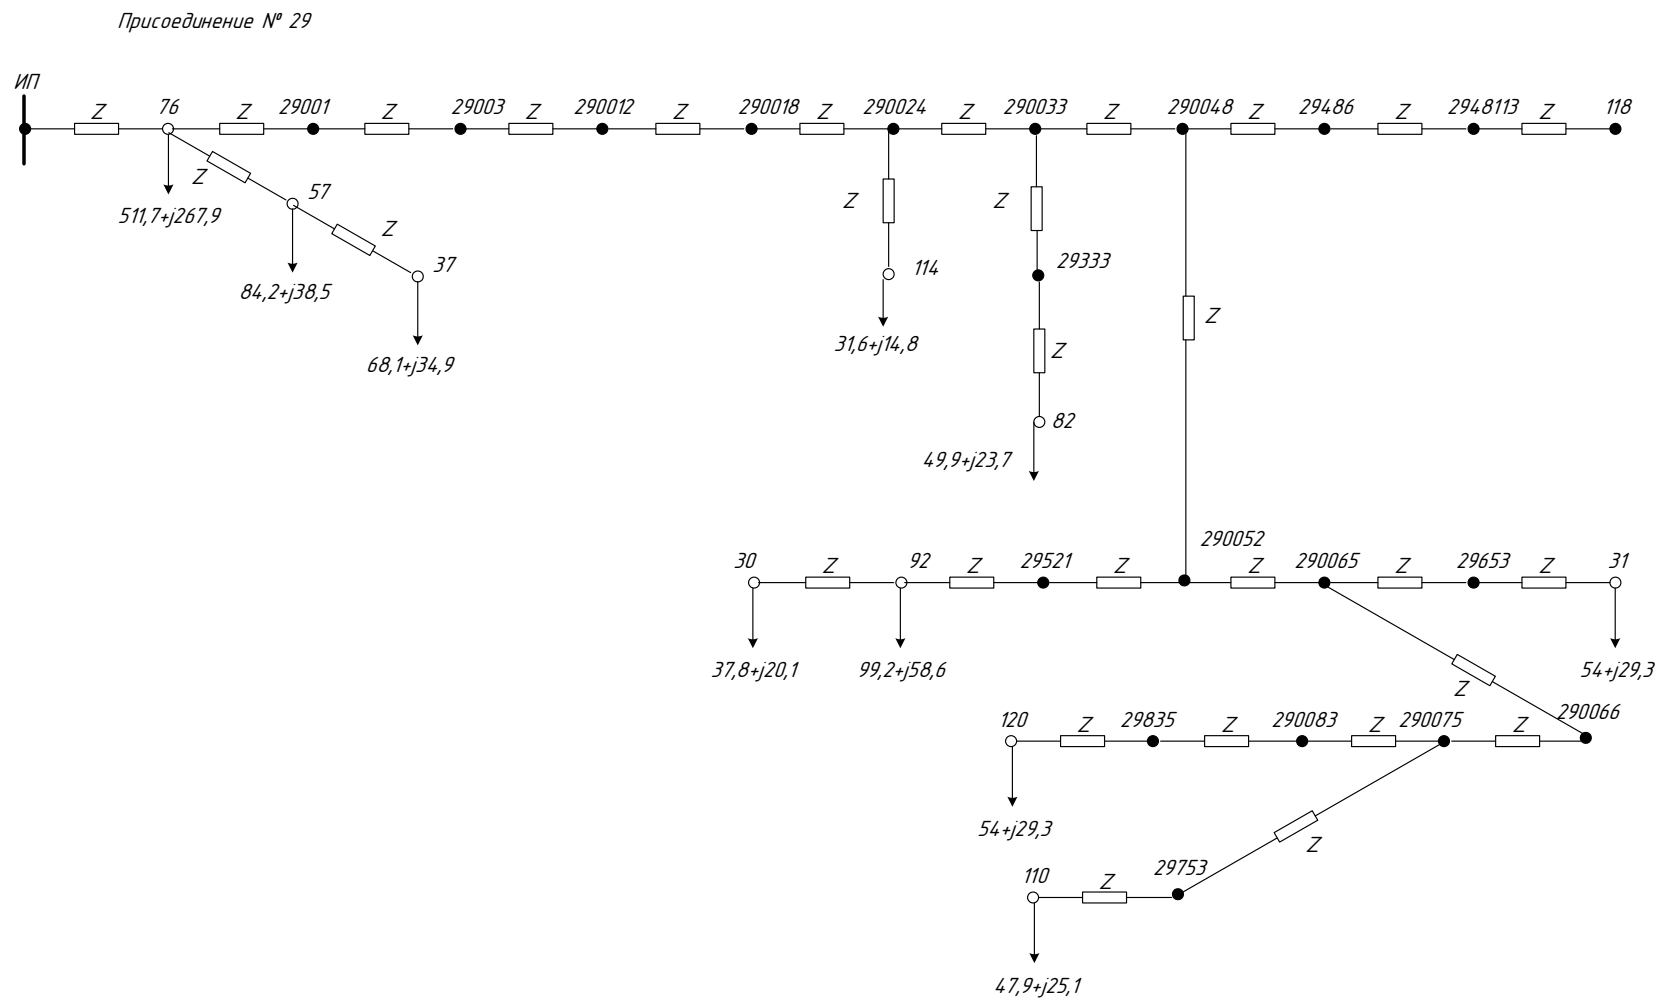 Присоединение № 29
ИП
76 29001 29003 290012 290018 290024 290033 290048 29486 2948113 118
Z Z Z Z Z Z Z Z Z Z Z
Z
57
511,7+j267,9
Z
84,2+j38,5
37
68,1+j34,9
Z
114
31,6+j14,8
Z
29333
Z
82
49,9+j23,7
Z
290052
30 92 29521 290065 29653 31
Z Z Z Z Z Z
37,8+j20,1 99,2+j58,6 54+j29,3
Z
290066
120 29835 290083 290075
Z Z Z Z
54+j29,3
Z
29753
110
Z
47,9+j25,1